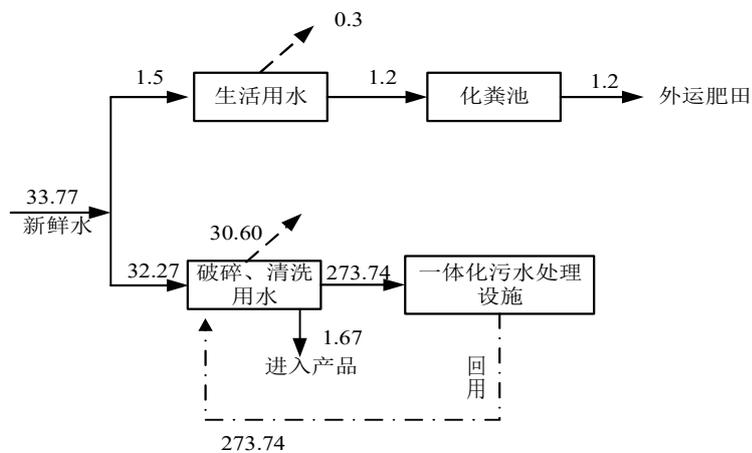 0.3
1.5
生活用水
1.2
化粪池
1.2
外运肥田
33.77
新鲜水
30.60
32.27
破碎、清洗
用水
273.74
一体化污水处理
设施
1.67
进入产品
回
用
273.74